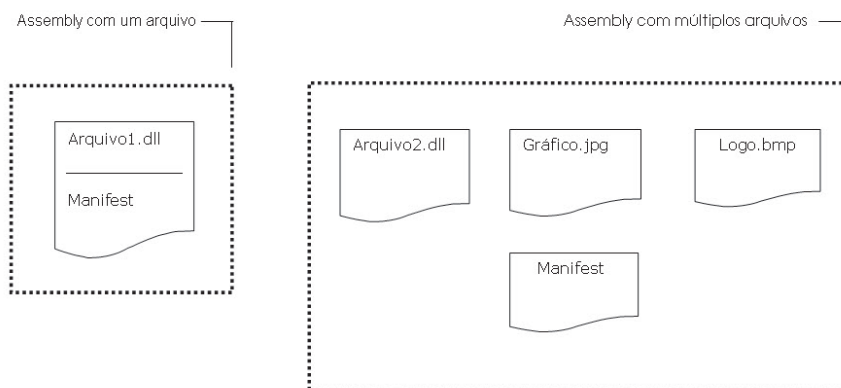 Assembly com um arquivo
Assembly com múltiplos arquivos
Arquivo1.dll
Manifest
Arquivo2.dll
Gráfico.jpg
Logo.bmp
Manifest